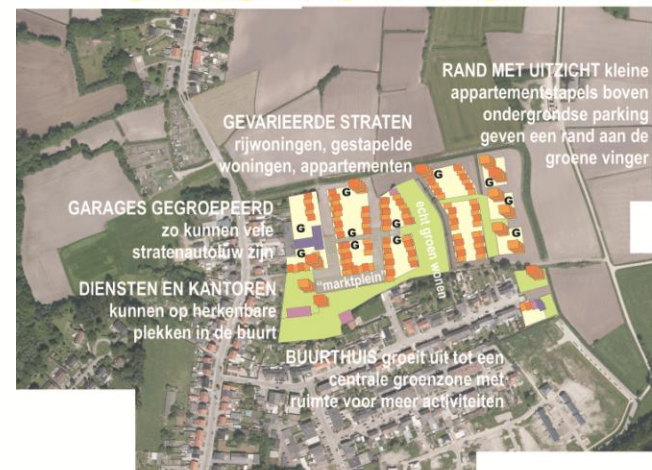 RAND MET UITZICHT kleine
appartementstapels boven
ondergrondse parking
geven een rand aan de
groene vinger
GEVARIEERDE STRATEN
rijwoningen, gestapelde
woningen, appartementen
GARAGES GEGROEPEERD
zo kunnen vele
stratenautoluw zijn
DIENSTEN EN KANTOREN
kunnen op herkenbare
plekken in de buurt
G
G
G
G
G
G
G
G
G
G
G
echt groen wonen
"marktplein"
BUURTHUIS groeit uit tot een
centrale groenzone met
ruimte voor meer activiteiten